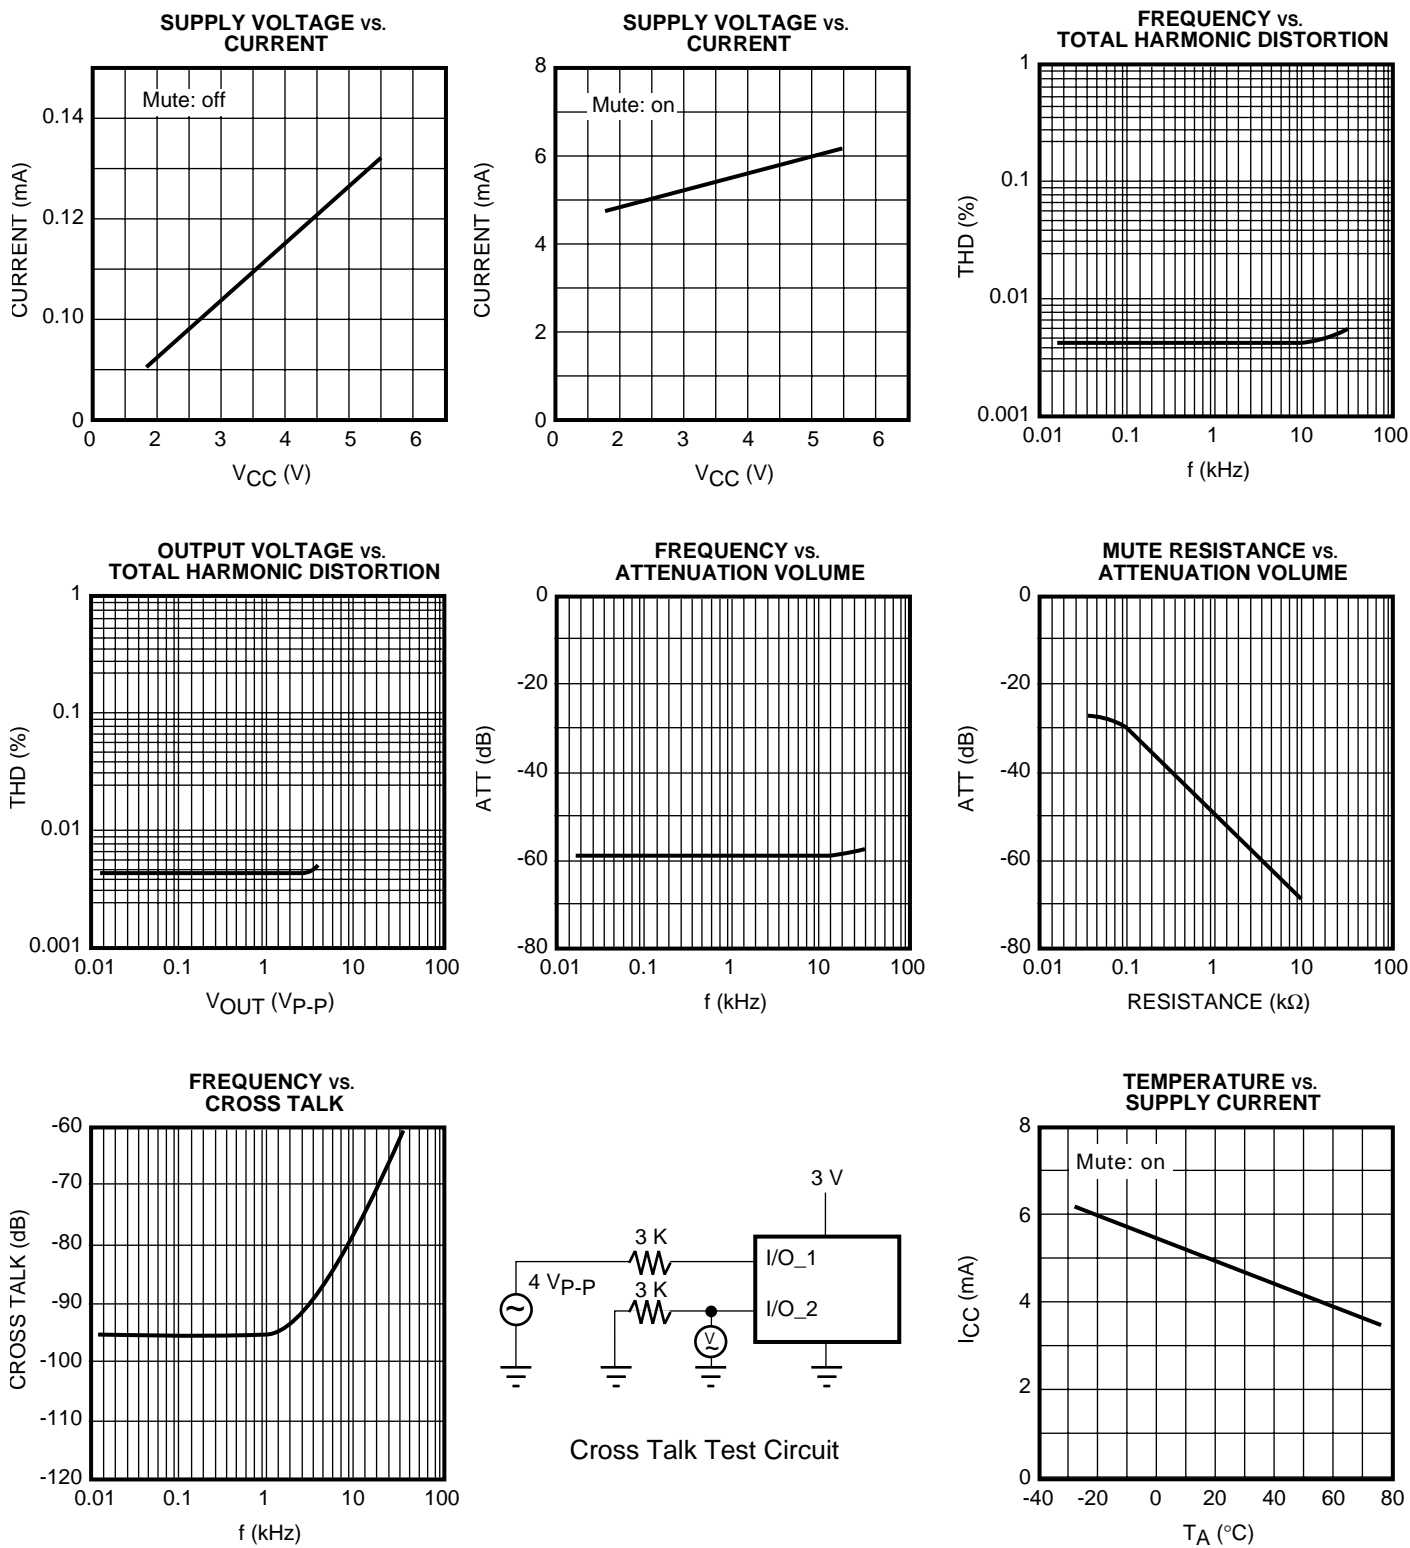 SUPPLY VOLTAGE vs.
CURRENT
Mute: off
0.14
0.12
0.10
0
CURRENT (mA)
0 2 3 4 5 6
VCC (V)
SUPPLY VOLTAGE vs.
CURRENT
Mute: on
8
6
4
2
0
CURRENT (mA)
0 2 3 4 5 6
VCC (V)
FREQUENCY vs.
TOTAL HARMONIC DISTORTION
1
0.1
0.01
0.001
THD (%)
0.01 0.1 1 10 100
f (kHz)
OUTPUT VOLTAGE vs.
TOTAL HARMONIC DISTORTION
1
0.1
0.01
0.001
THD (%)
0.01 0.1 1 10 100
VOUT (VP-P)
FREQUENCY vs.
ATTENUATION VOLUME
0
-20
-40
-60
-80
ATT (dB)
0.01 0.1 1 10 100
f (kHz)
MUTE RESISTANCE vs.
ATTENUATION VOLUME
0
-20
-40
-60
-80
ATT (dB)
0.01 0.1 1 10 100
RESISTANCE (kΩ)
FREQUENCY vs.
CROSS TALK
-60
-70
-80
-90
-100
-110
-120
CROSS TALK (dB)
0.01 0.1 1 10 100
f (kHz)
3 V
3 K
I/O_1
4 VP-P
3 K
I/O_2
V
Cross Talk Test Circuit
TEMPERATURE vs.
SUPPLY CURRENT
Mute: on
8
6
4
2
0
ICC (mA)
-40 -20 0 20 40 60 80
TA (°C)